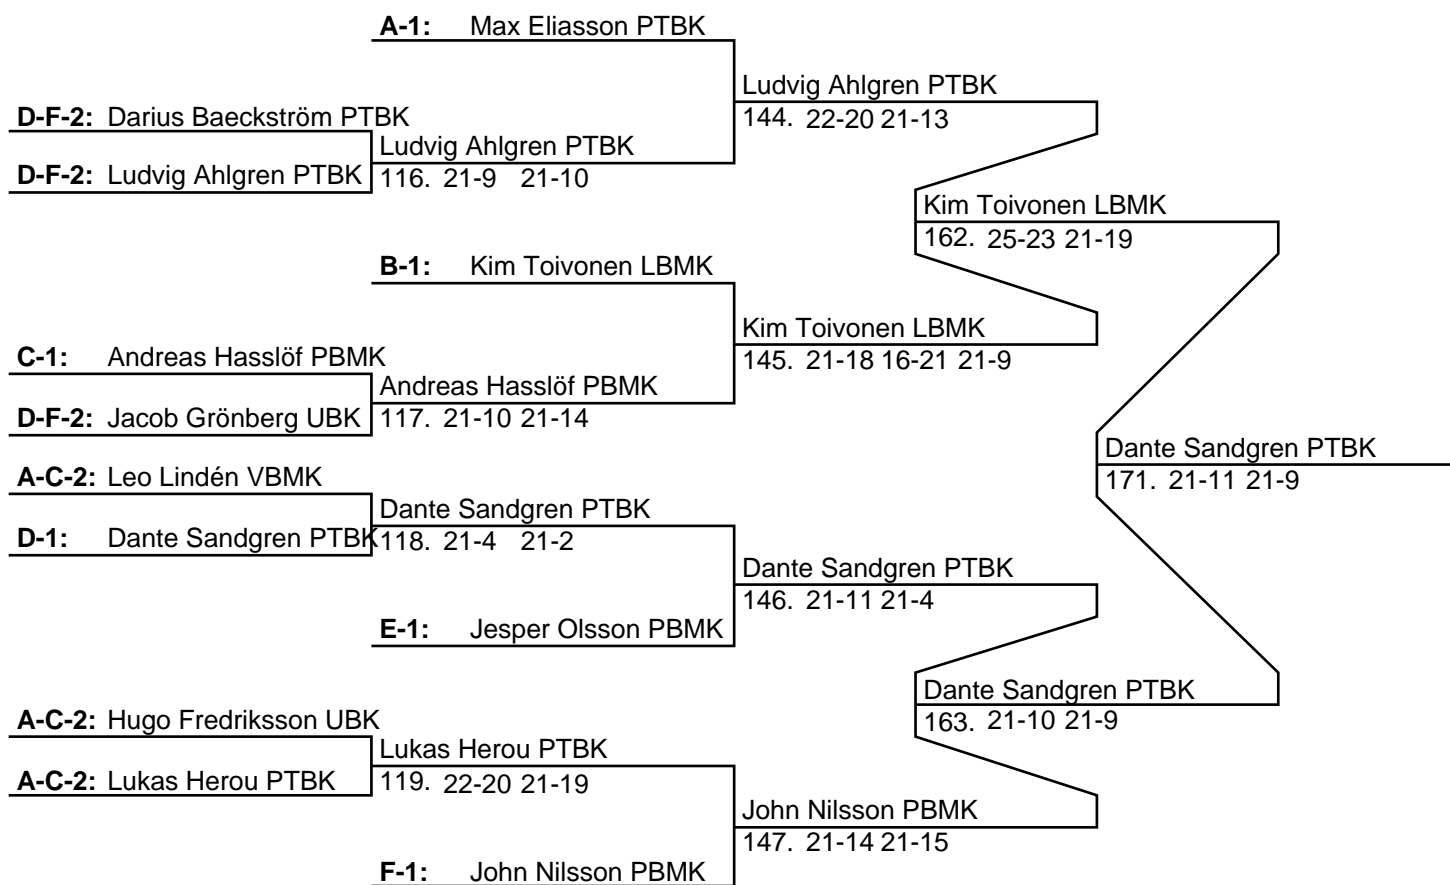 A-1: Max Eliasson PTBK
Ludvig Ahlgren PTBK
144. 22-20 21-13
D-F-2: Darius Baeckström PTBK
Ludvig Ahlgren PTBK
116. 21-9 21-10
D-F-2: Ludvig Ahlgren PTBK
Kim Toivonen LBMK
162. 25-23 21-19
B-1: Kim Toivonen LBMK
Kim Toivonen LBMK
145. 21-18 16-21 21-9
C-1: Andreas Hasslöf PBMK
Andreas Hasslöf PBMK
117. 21-10 21-14
D-F-2: Jacob Grönberg UBK
Dante Sandgren PTBK
171. 21-11 21-9
A-C-2: Leo Lindén VBMK
Dante Sandgren PTBK
118. 21-4 21-2
D-1: Dante Sandgren PTBK
Dante Sandgren PTBK
146. 21-11 21-4
E-1: Jesper Olsson PBMK
Dante Sandgren PTBK
163. 21-10 21-9
A-C-2: Hugo Fredriksson UBK
Lukas Herou PTBK
119. 22-20 21-19
A-C-2: Lukas Herou PTBK
John Nilsson PBMK
147. 21-14 21-15
F-1: John Nilsson PBMK